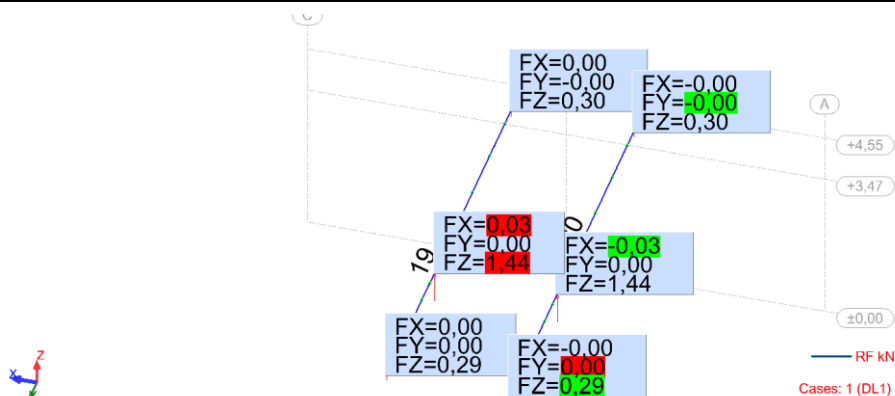 C
FX=0,00
FY=-0,00
FZ=0,30
FX=-0,00
FY=-0,00
FZ=0,30
A
+4,55
+3,47
FX=0,03
FY=0,00
FZ=1,44
19
0
FX=-0,03
FY=0,00
FZ=1,44
±0,00
FX=0,00
FY=0,00
FZ=0,29
FX=-0,00
FY=0,00
FZ=0,29
Z
X
RF kN
Cases: 1 (DL1)